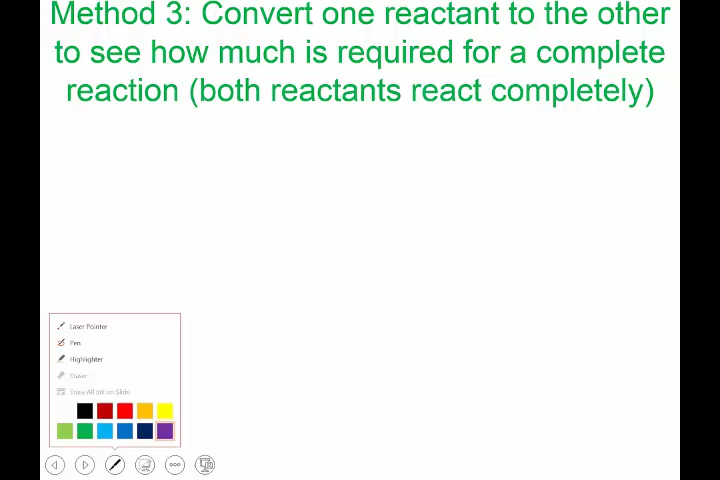 Method 3: Convert one reactant to the other
to see how much is required for a complete
reaction (both reactants react completely)
Laser Pointer
Pen
Highlighter
Eraser
Erase All Ink on Slide